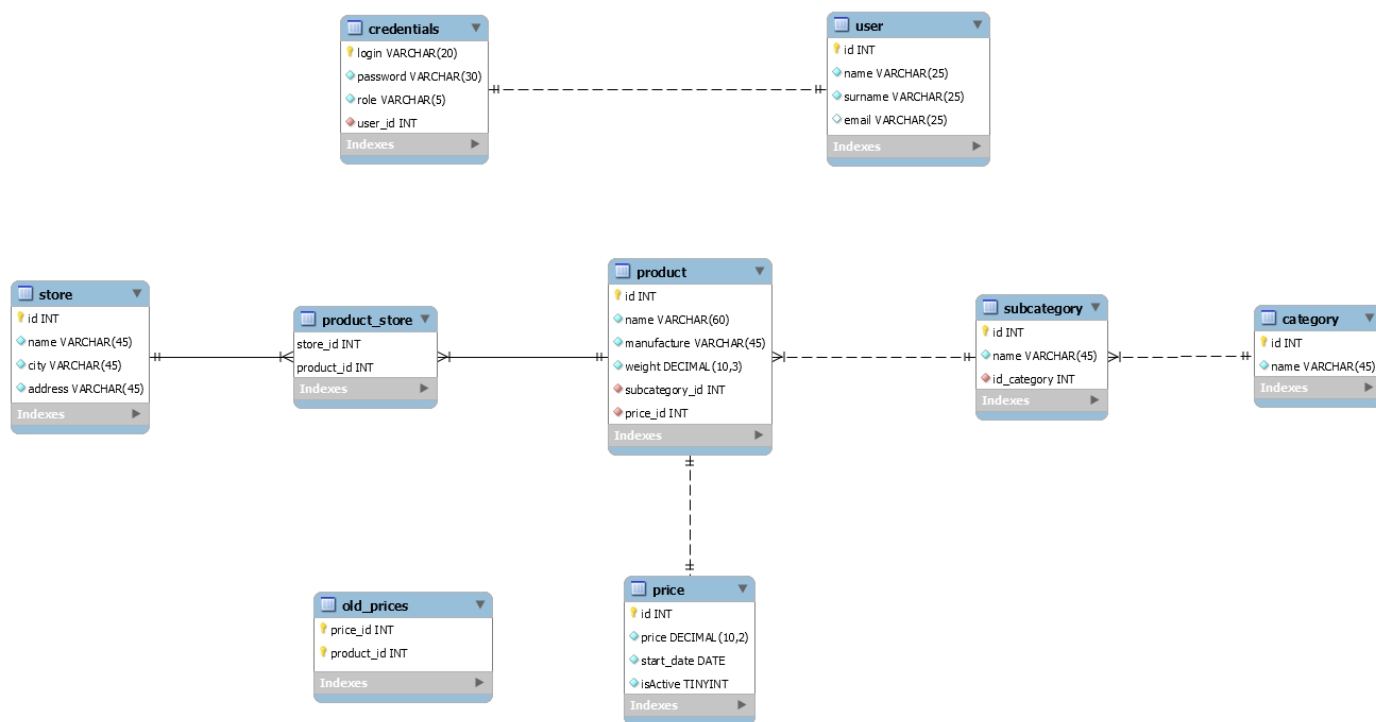 credentials
login VARCHAR(20)
password VARCHAR(30)
role VARCHAR(5)
user_id INT
Indexes
user
id INT
name VARCHAR(25)
surname VARCHAR(25)
email VARCHAR(25)
Indexes
store
id INT
name VARCHAR(45)
city VARCHAR(45)
address VARCHAR(45)
Indexes
product_store
store_id INT
product_id INT
Indexes
product
id INT
name VARCHAR(60)
manufacture VARCHAR(45)
weight DECIMAL(10,3)
subcategory_id INT
price_id INT
Indexes
subcategory
id INT
name VARCHAR(45)
id_category INT
Indexes
category
id INT
name VARCHAR(45)
Indexes
old_prices
price_id INT
product_id INT
Indexes
price
id INT
price DECIMAL(10,2)
start_date DATE
isActive TINYINT
Indexes